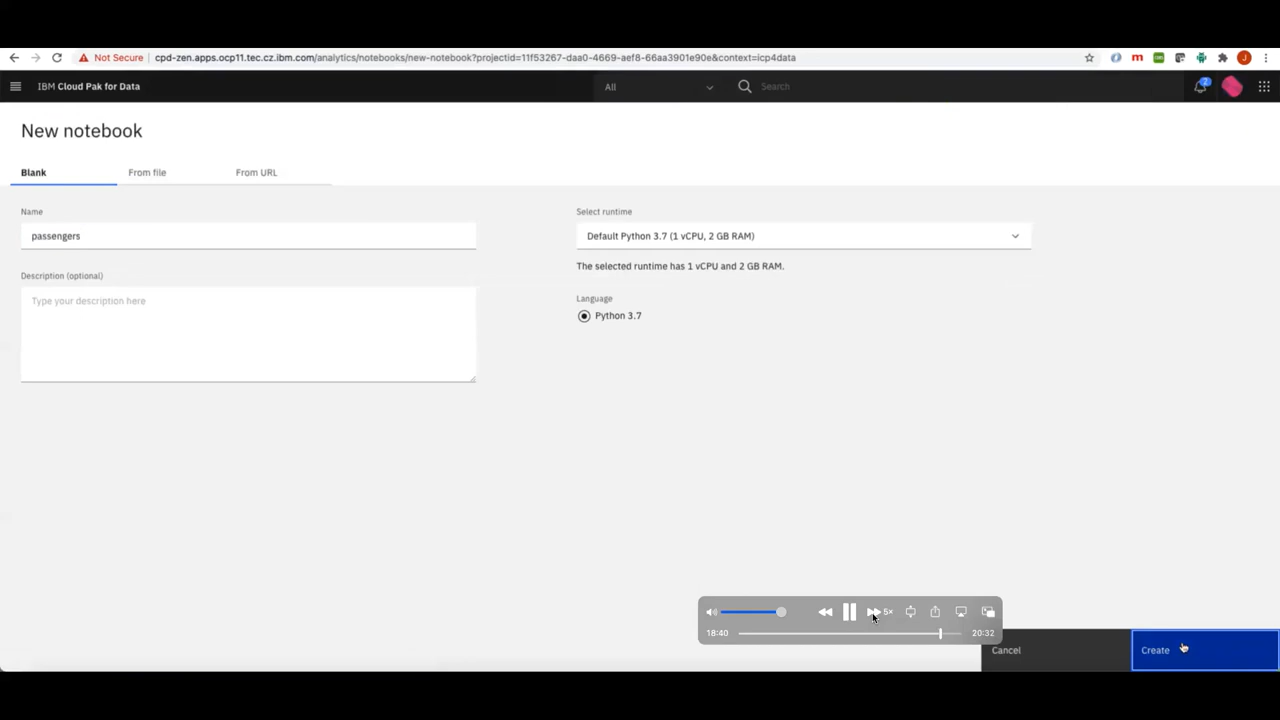 Not Secure cpd-zen.apps.ocp11.tec.cz.ibm.com/analytics/notebooks/new-notebook?projectid=11f53267-daa0-4669-aef8-66aa3901e90e&context=icp4data
IBM Cloud Pak for Data All Search 2
New notebook
Blank From file From URL
Name Select runtime
passengers Default Python 3.7 (1 vCPU, 2 GB RAM)
The selected runtime has 1 vCPU and 2 GB RAM.
Description (optional)
Language
Type your description here Python 3.7
5×
18:40 20:32
Cancel Create